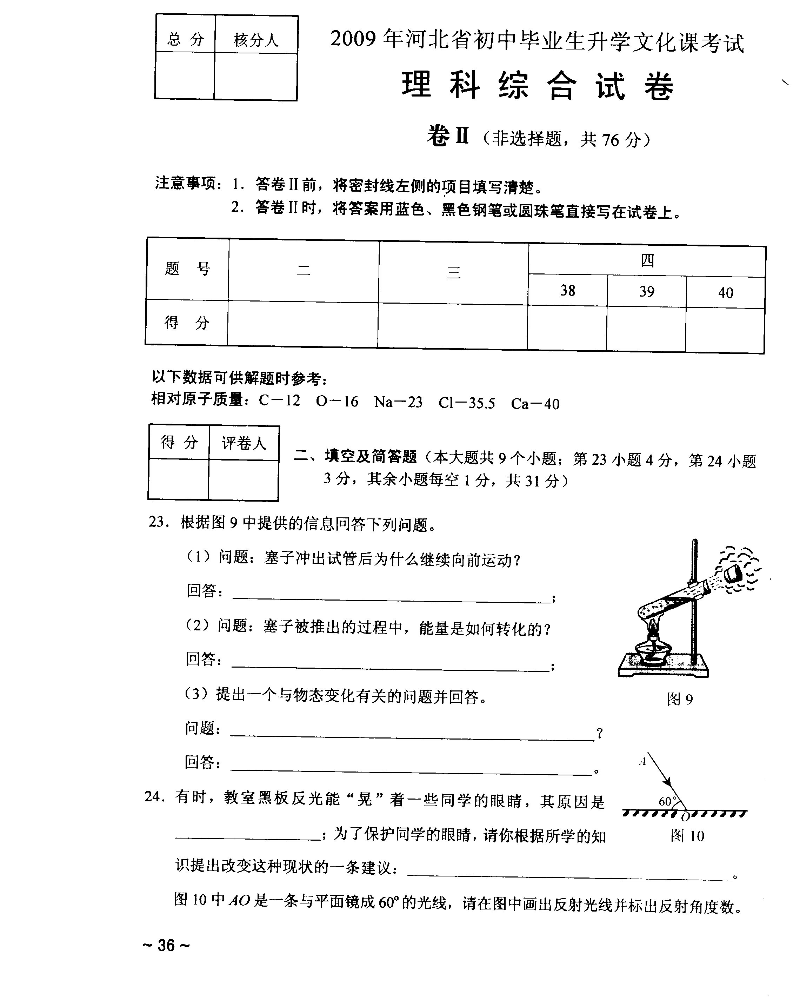 总 分 核分人
2009 年河北省初中毕业生升学文化课考试
理科综合试卷
卷Ⅱ（非选择题，共 76 分）
注意事项：1．答卷Ⅱ前，将密封线左侧的项目填写清楚。
2．答卷Ⅱ时，将答案用蓝色、黑色钢笔或圆珠笔直接写在试卷上。
题 号 二 三 四
38 39 40
得 分
以下数据可供解题时参考：
相对原子质量：C－12 O－16 Na－23 Cl－35.5 Ca－40
得 分 评卷人
二、填空及简答题（本大题共 9 个小题；第 23 小题 4 分，第 24 小题
3 分，其余小题每空 1 分，共 31 分）
23．根据图 9 中提供的信息回答下列问题。
（1）问题：塞子冲出试管后为什么继续向前运动？
回答：；
（2）问题：塞子被推出的过程中，能量是如何转化的？
回答：；
（3）提出一个与物态变化有关的问题并回答。
图 9
问题：？
回答：。
A
60°
O
图 10
24．有时，教室黑板反光能“晃”着一些同学的眼睛，其原因是
；为了保护同学的眼睛，请你根据所学的知
识提出改变这种现状的一条建议：。
图 10 中 AO 是一条与平面镜成 60° 的光线，请在图中画出反射光线并标出反射角度数。
~ 36 ~